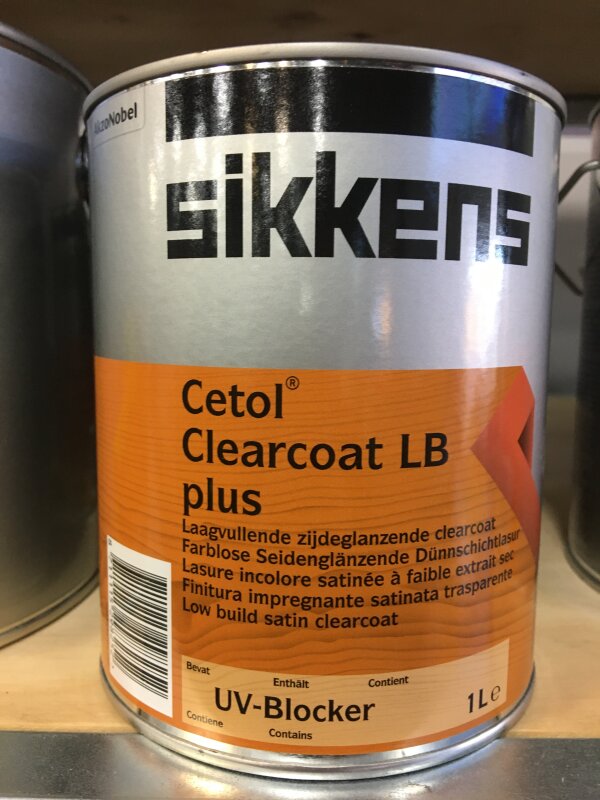 AkzoNobel
sikkens
Cetol®
Clearcoat LB
plus
Laagvullende zijdeglanzende clearcoat
Farblose Seidenglänzende Dünnschichtlasur
Lasure incolore satinée à faible extrait sec
Finitura impregnante satinata trasparente
Low build satin clearcoat
Bevat Enthält Contient
UV-Blocker 1L℮
Contiene Contains